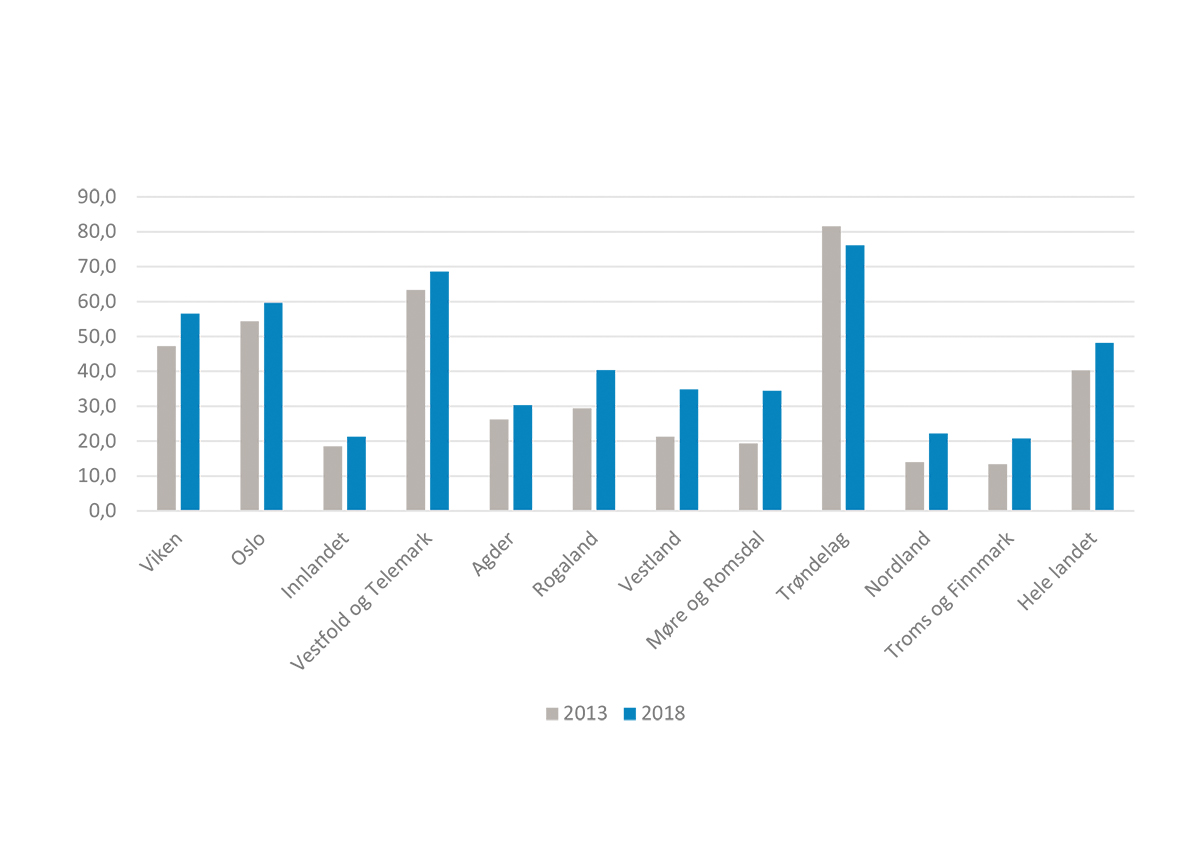 90,0
80,0
70,0
60,0
50,0
40,0
30,0
20,0
10,0
0,0
Viken
Oslo
Innlandet
Vestfold og Telemark
Agder
Rogaland
Vestland
Møre og Romsdal
Trøndelag
Nordland
Troms og Finnmark
Hele landet
2013 2018